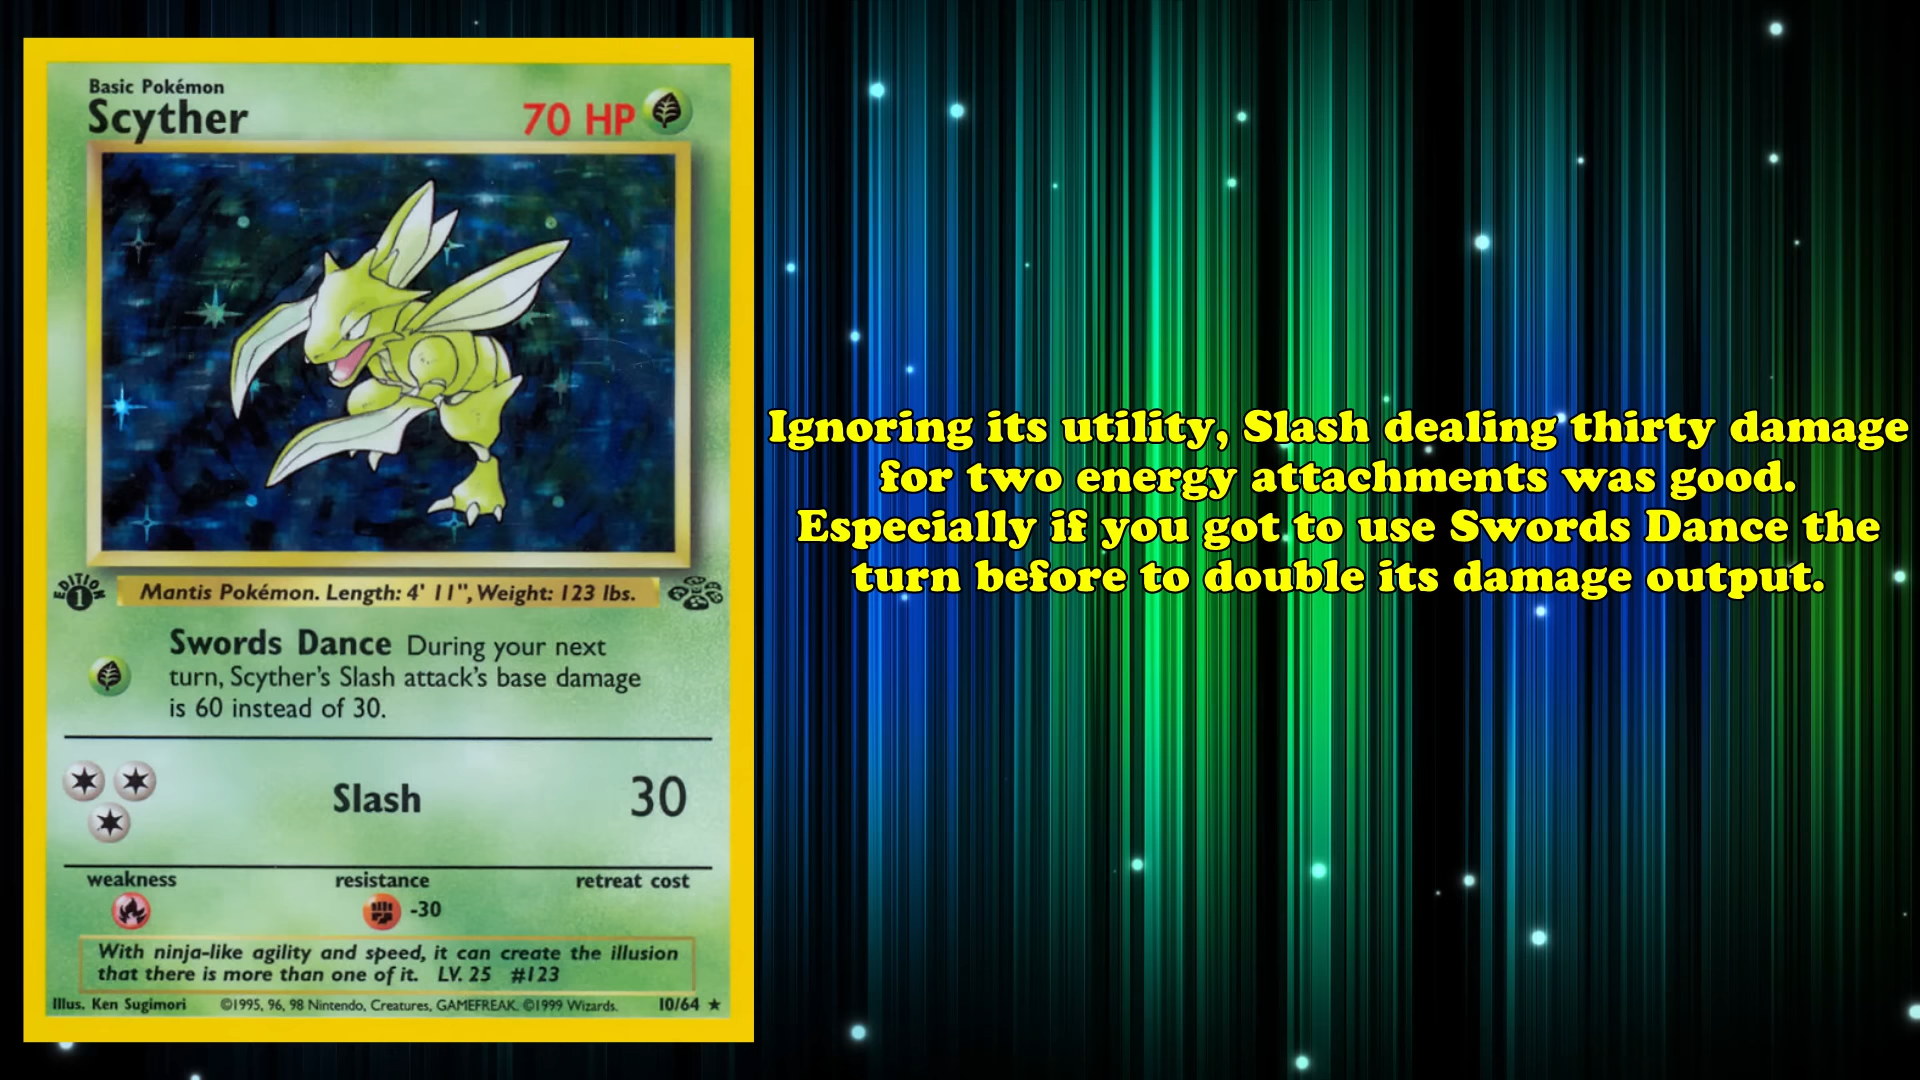 Basic Pokémon
Scyther
70 HP
EDITION
1
Mantis Pokémon. Length: 4' 11", Weight: 123 lbs.
Swords Dance During your next
turn, Scyther's Slash attack's base damage
is 60 instead of 30.
Slash 30
weakness resistance retreat cost
-30
With ninja-like agility and speed, it can create the illusion
that there is more than one of it. LV. 25 #123
Illus. Ken Sugimori ©1995, 96, 98 Nintendo, Creatures, GAMEFREAK. ©1999 Wizards. 10/64 ★
Ignoring its utility, Slash dealing thirty damage
for two energy attachments was good.
Especially if you got to use Swords Dance the
turn before to double its damage output.